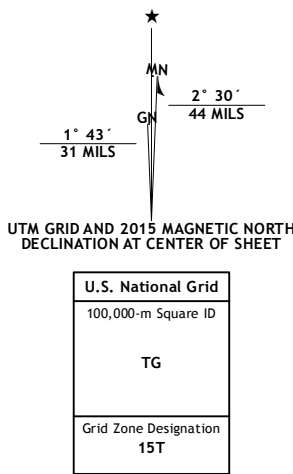 ★
MN
GN
2° 30´
44 MILS
1° 43´
31 MILS
UTM GRID AND 2015 MAGNETIC NORTH
DECLINATION AT CENTER OF SHEET
U.S. National Grid
100,000-m Square ID
TG
Grid Zone Designation
15T